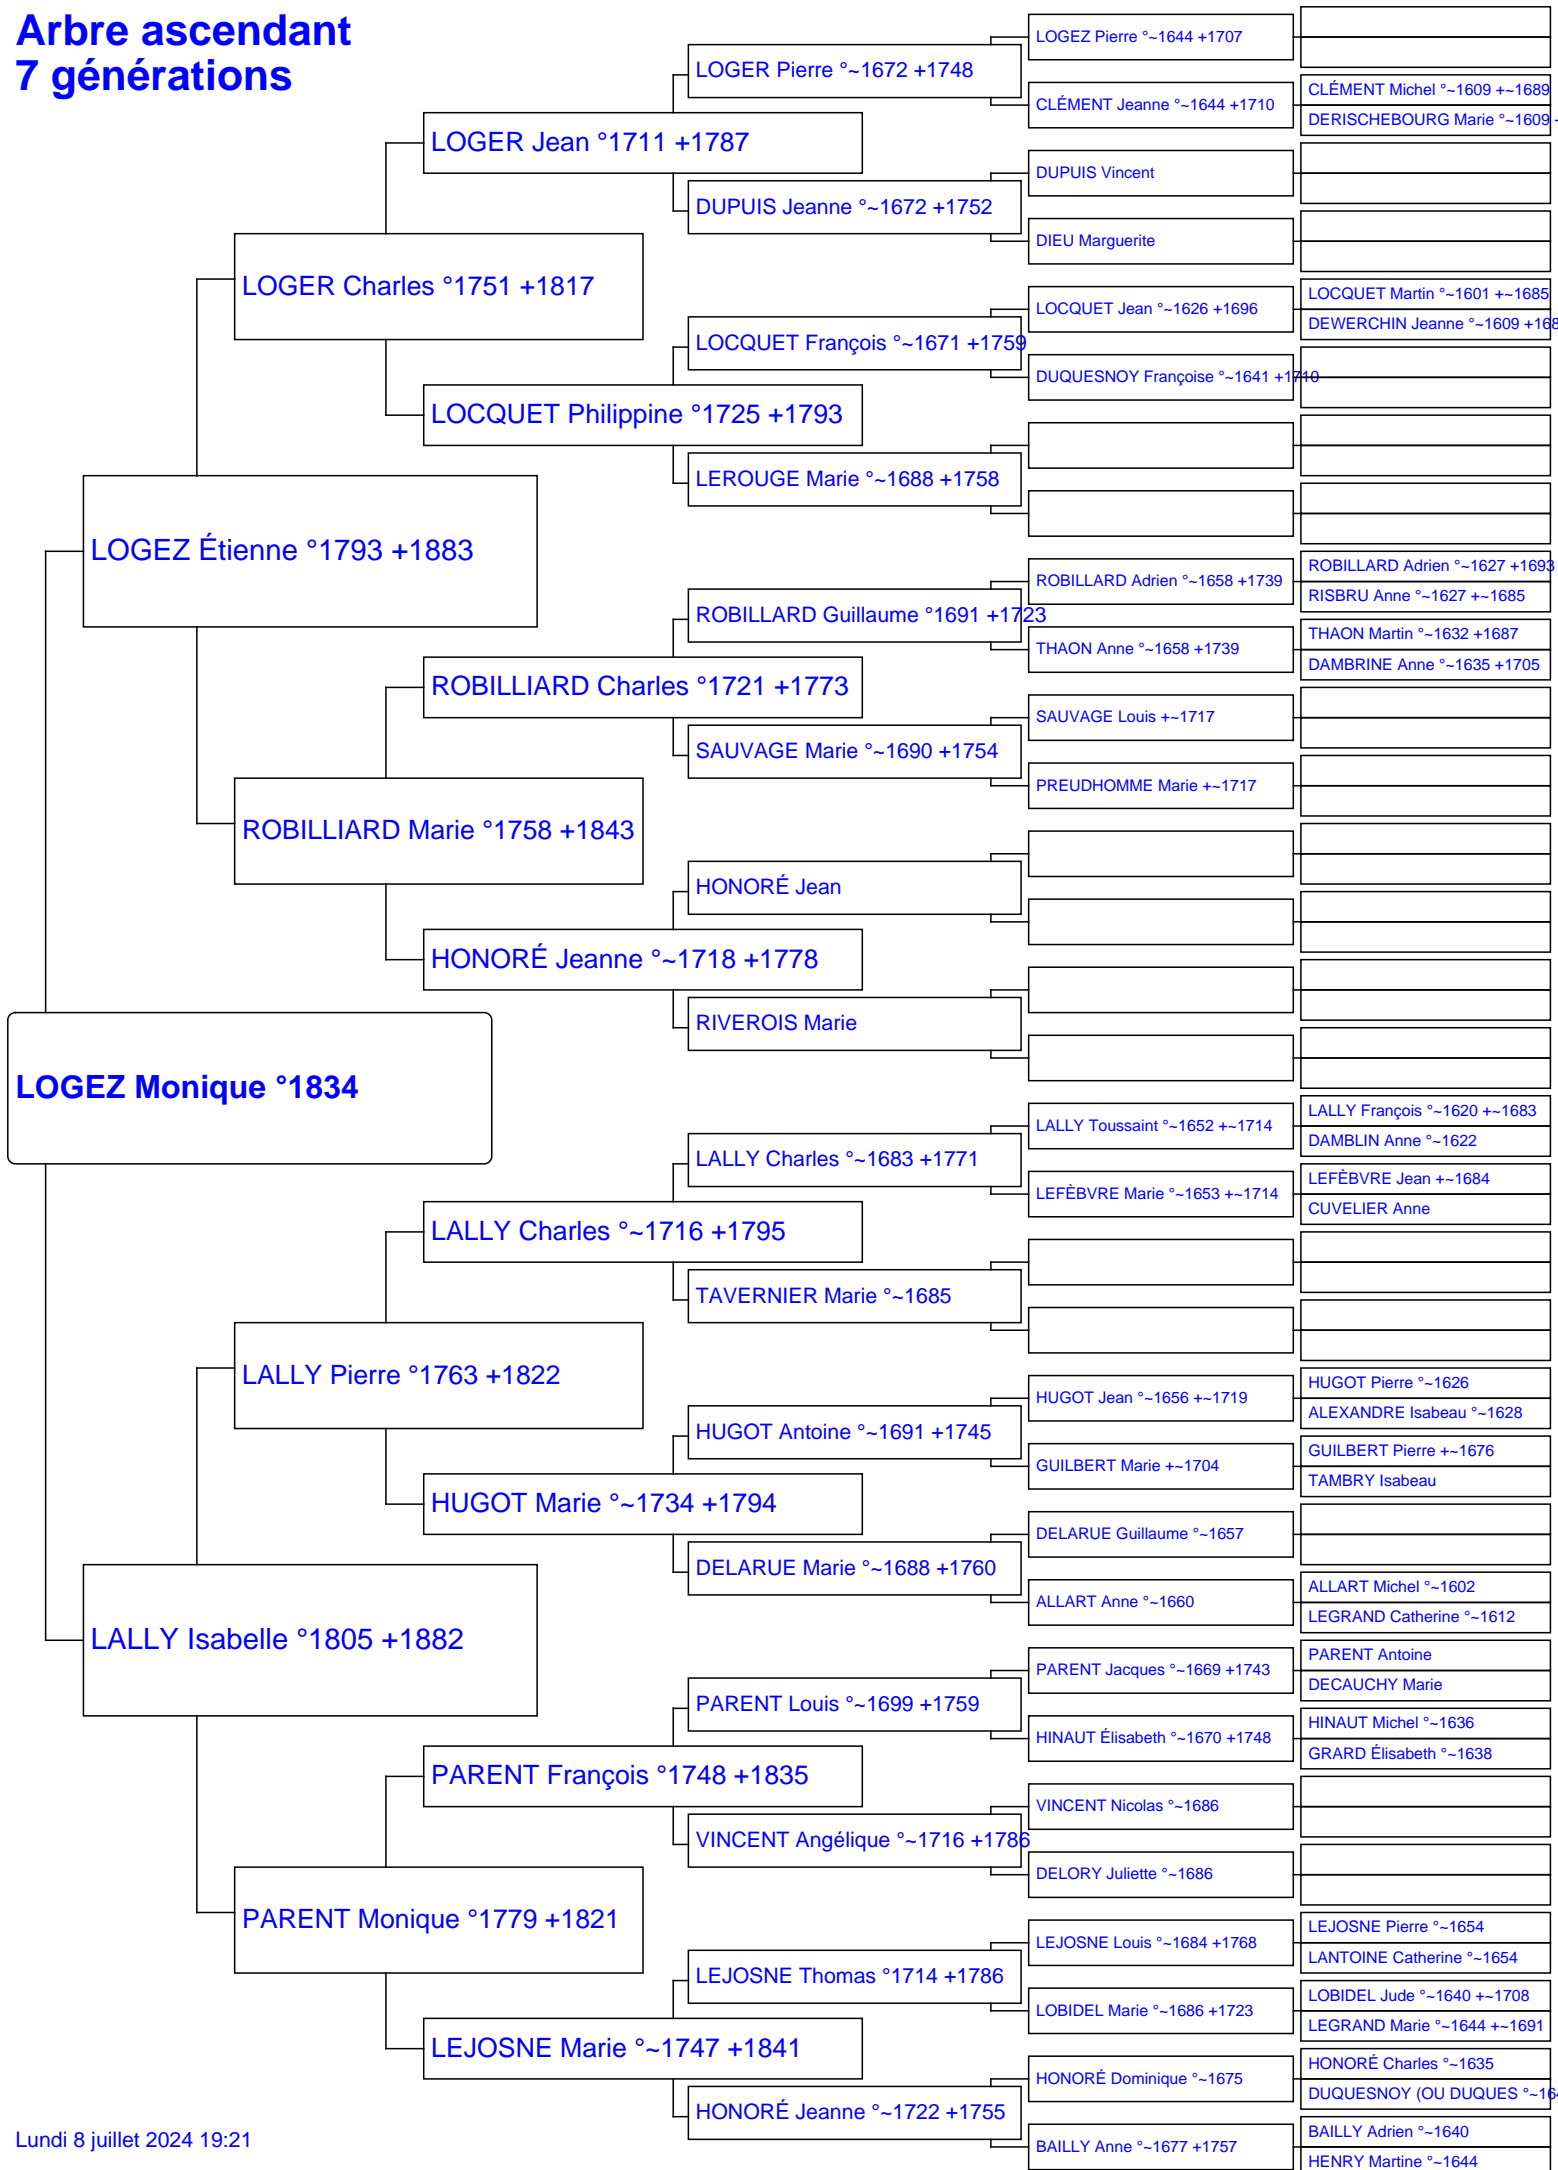 Arbre ascendant
7 générations
LOGEZ Monique °1834
LOGEZ Étienne °1793 +1883
LALLY Isabelle °1805 +1882
LOGER Charles °1751 +1817
ROBILLIARD Marie °1758 +1843
LALLY Pierre °1763 +1822
PARENT Monique °1779 +1821
LOGER Jean °1711 +1787
LOCQUET Philippine °1725 +1793
ROBILLIARD Charles °1721 +1773
HONORÉ Jeanne °~1718 +1778
LALLY Charles °~1716 +1795
HUGOT Marie °~1734 +1794
PARENT François °1748 +1835
LEJOSNE Marie °~1747 +1841
LOGER Pierre °~1672 +1748
DUPUIS Jeanne °~1672 +1752
LOCQUET François °~1671 +1759
LEROUGE Marie °~1688 +1758
ROBILLARD Guillaume °1691 +1723
SAUVAGE Marie °~1690 +1754
HONORÉ Jean
RIVEROIS Marie
LALLY Charles °~1683 +1771
TAVERNIER Marie °~1685
HUGOT Antoine °~1691 +1745
DELARUE Marie °~1688 +1760
PARENT Louis °~1699 +1759
VINCENT Angélique °~1716 +1786
LEJOSNE Thomas °1714 +1786
HONORÉ Jeanne °~1722 +1755
LOGEZ Pierre °~1644 +1707
CLÉMENT Jeanne °~1644 +1710
DUPUIS Vincent
DIEU Marguerite
LOCQUET Jean °~1626 +1696
DUQUESNOY Françoise °~1641 +1710
ROBILLARD Adrien °~1658 +1739
THAON Anne °~1658 +1739
SAUVAGE Louis +~1717
PREUDHOMME Marie +~1717
LALLY Toussaint °~1652 +~1714
LEFÈBVRE Marie °~1653 +~1714
HUGOT Jean °~1656 +~1719
GUILBERT Marie +~1704
DELARUE Guillaume °~1657
ALLART Anne °~1660
PARENT Jacques °~1669 +1743
HINAUT Élisabeth °~1670 +1748
VINCENT Nicolas °~1686
DELORY Juliette °~1686
LEJOSNE Louis °~1684 +1768
LOBIDEL Marie °~1686 +1723
HONORÉ Dominique °~1675
BAILLY Anne °~1677 +1757
CLÉMENT Michel °~1609 +~1689
DERISCHEBOURG Marie °~1609
LOCQUET Martin °~1601 +~1685
DEWERCHIN Jeanne °~1609 +168
ROBILLARD Adrien °~1627 +1693
RISBRU Anne °~1627 +~1685
THAON Martin °~1632 +1687
DAMBRINE Anne °~1635 +1705
LALLY François °~1620 +~1683
DAMBLIN Anne °~1622
LEFÈBVRE Jean +~1684
CUVELIER Anne
HUGOT Pierre °~1626
ALEXANDRE Isabeau °~1628
GUILBERT Pierre +~1676
TAMBRY Isabeau
ALLART Michel °~1602
LEGRAND Catherine °~1612
PARENT Antoine
DECAUCHY Marie
HINAUT Michel °~1636
GRARD Élisabeth °~1638
LEJOSNE Pierre °~1654
LANTOINE Catherine °~1654
LOBIDEL Jude °~1640 +~1708
LEGRAND Marie °~1644 +~1691
HONORÉ Charles °~1635
DUQUESNOY (OU DUQUES °~16
BAILLY Adrien °~1640
HENRY Martine °~1644
Lundi 8 juillet 2024 19:21